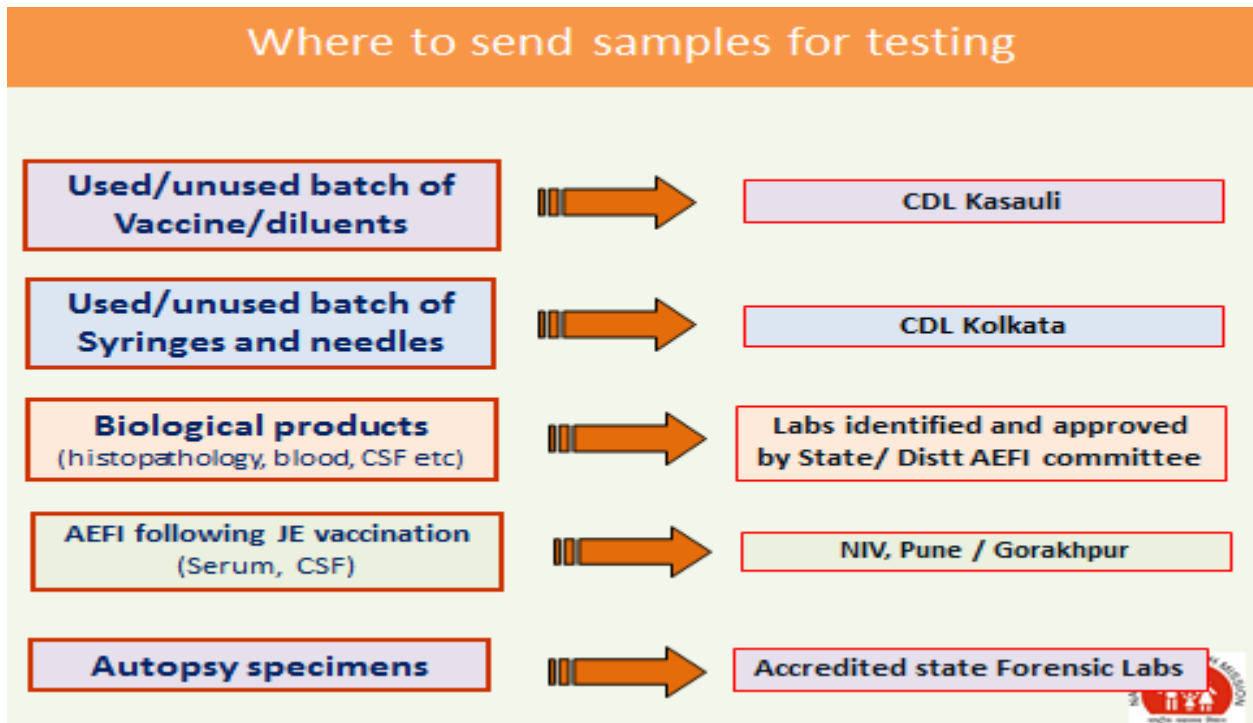 Where to send samples for testing
Used/unused batch of
Vaccine/diluents
CDL Kasauli
Used/unused batch of
Syringes and needles
CDL Kolkata
Biological products
(histopathology, blood, CSF etc)
Labs identified and approved
by State/ Distt AEFI committee
AEFI following JE vaccination
(Serum, CSF)
NIV, Pune / Gorakhpur
Autopsy specimens
Accredited state Forensic Labs
MISSION